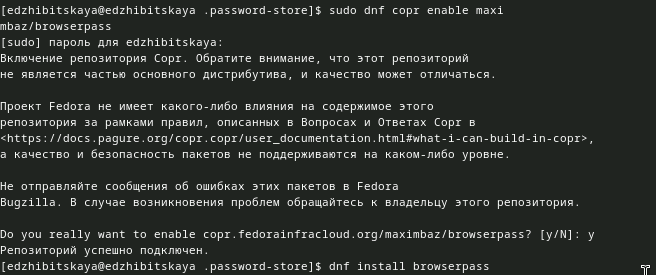 [edzhibitskaya@edzhibitskaya .password-store]$ sudo dnf copr enable maxi
mbaz/browserpass
[sudo] пароль для edzhibitskaya:
Включение репозитория Copr. Обратите внимание, что этот репозиторий
не является частью основного дистрибутива, и качество может отличаться.
Проект Fedora не имеет какого-либо влияния на содержимое этого
репозитория за рамками правил, описанных в Вопросах и Ответах Copr в
<https://docs.pagure.org/copr.copr/user_documentation.html#what-i-can-build-in-copr>,
а качество и безопасность пакетов не поддерживаются на каком-либо уровне.
Не отправляйте сообщения об ошибках этих пакетов в Fedora
Bugzilla. В случае возникновения проблем обращайтесь к владельцу этого репозитория.
Do you really want to enable copr.fedorainfracloud.org/maximbaz/browserpass? [y/N]: y
Репозиторий успешно подключен.
[edzhibitskaya@edzhibitskaya .password-store]$ dnf install browserpass